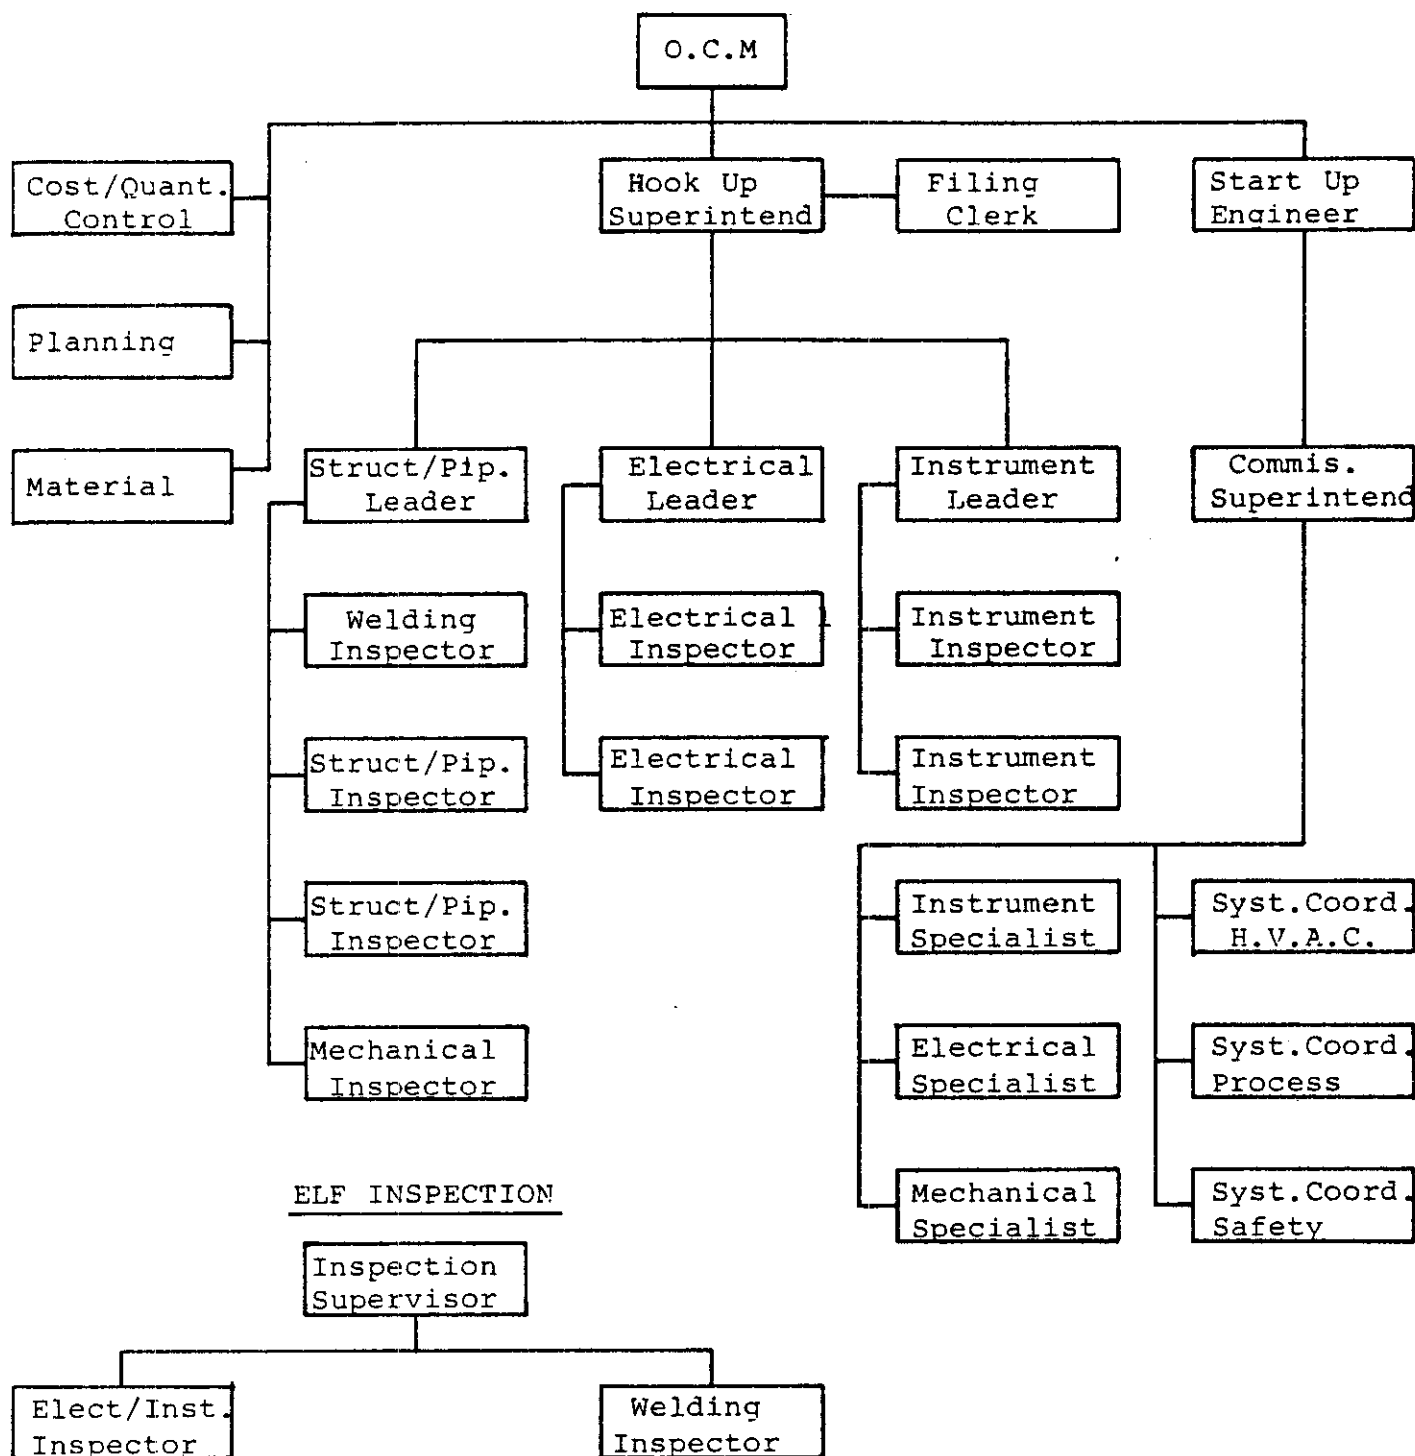 O.C.M
Cost/Quant.
Control
Hook Up
Superintend
Filing
Clerk
Start Up
Engineer
Planning
Material
Struct/Pip.
Leader
Electrical
Leader
Instrument
Leader
Commis.
Superintend
Welding
Inspector
Electrical
Inspector
Instrument
Inspector
Struct/Pip.
Inspector
Electrical
Inspector
Instrument
Inspector
Struct/Pip.
Inspector
Instrument
Specialist
Syst.Coord.
H.V.A.C.
Mechanical
Inspector
Electrical
Specialist
Syst.Coord.
Process
Mechanical
Specialist
Syst.Coord.
Safety
ELF INSPECTION
Inspection
Supervisor
Elect/Inst.
Inspector
Welding
Inspector